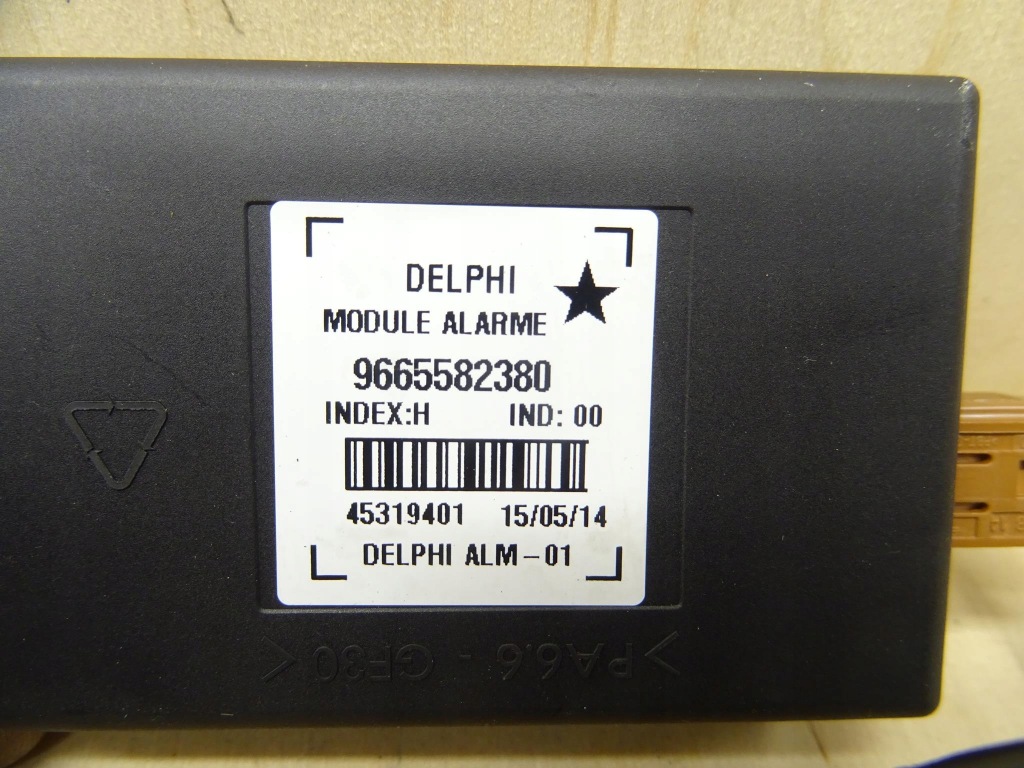 DELPHI
MODULE ALARME
9665582380
INDEX:H IND: 00
45319401 15/05/14
DELPHI ALM-01
>PA6.6 - GF30<